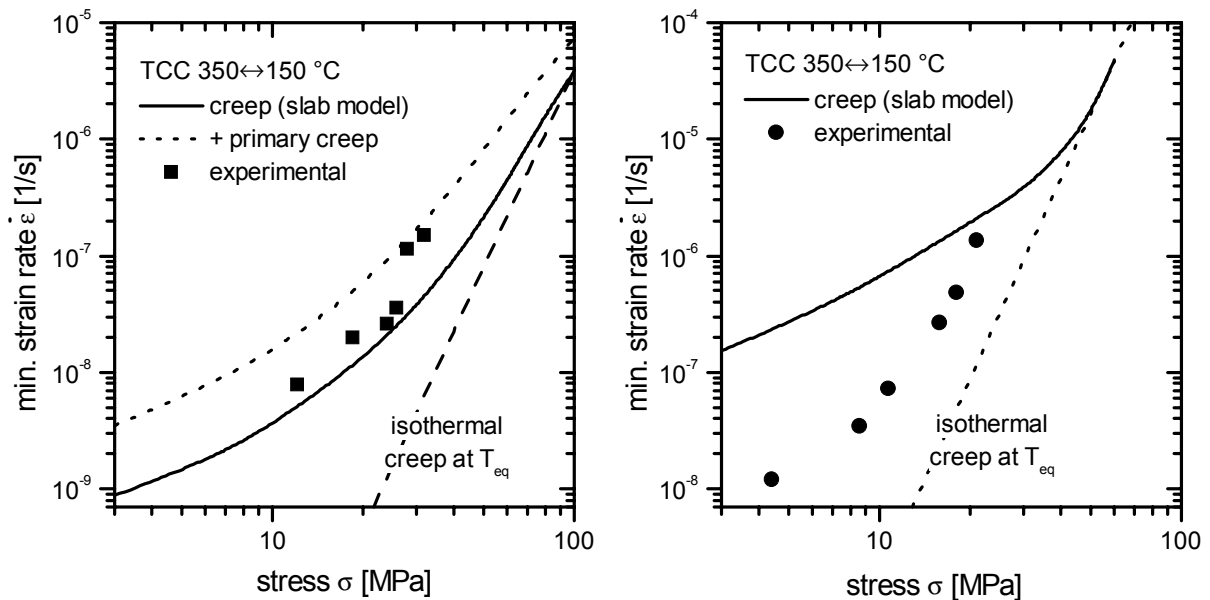 TCC 350↔150 °C
creep (slab model)
+ primary creep
experimental
isothermal
creep at T_eq
min. strain rate ε̇ [1/s]
10⁻⁵
10⁻⁶
10⁻⁷
10⁻⁸
10⁻⁹
10
100
stress σ [MPa]
TCC 350↔150 °C
creep (slab model)
experimental
isothermal
creep at T_eq
min. strain rate ε̇ [1/s]
10⁻⁴
10⁻⁵
10⁻⁶
10⁻⁷
10⁻⁸
10
100
stress σ [MPa]